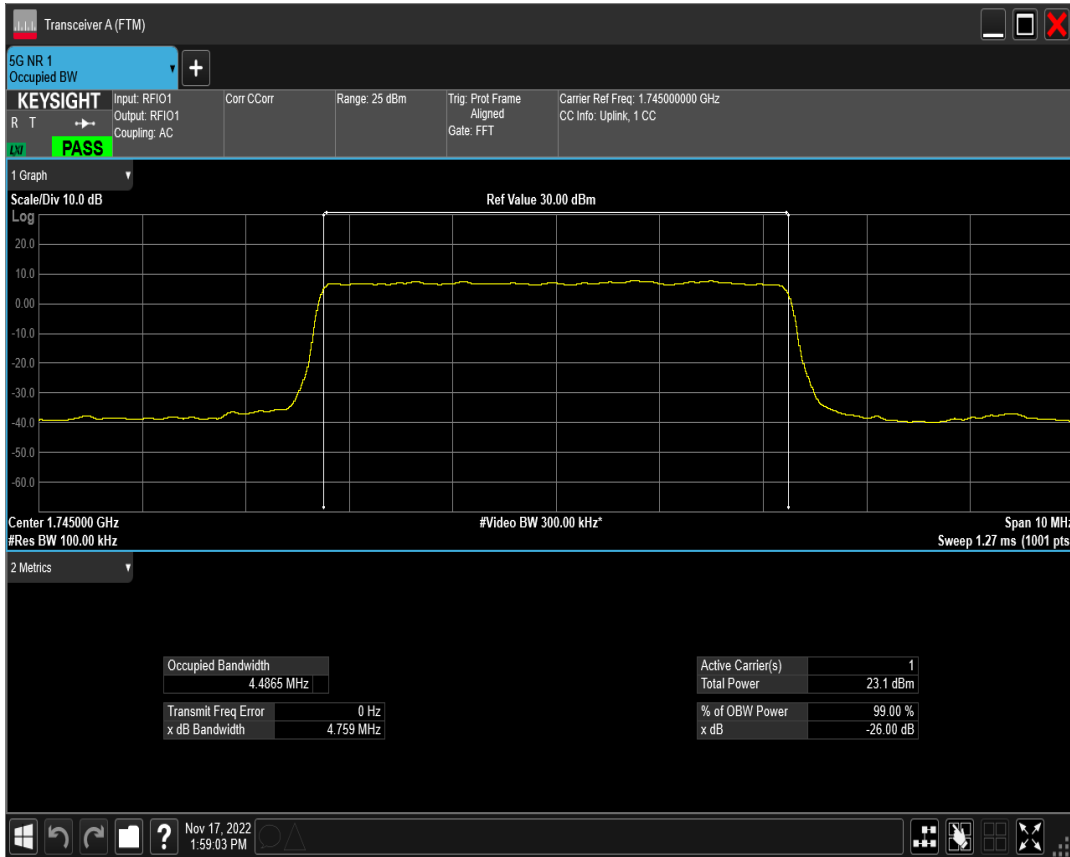 Transceiver A (FTM)
5G NR 1
Occupied BW
+
KEYSIGHT
R T
LXI
PASS
Input: RFIO1
Output: RFIO1
Coupling: AC
Corr CCorr
Range: 25 dBm
Trig: Prot Frame
Aligned
Gate: FFT
Carrier Ref Freq: 1.745000000 GHz
CC Info: Uplink, 1 CC
1 Graph
Scale/Div 10.0 dB
Ref Value 30.00 dBm
Log
20.0
10.0
0.00
-10.0
-20.0
-30.0
-40.0
-50.0
-60.0
Center 1.745000 GHz
#Video BW 300.00 kHz*
Span 10 MHz
#Res BW 100.00 kHz
Sweep 1.27 ms (1001 pts
2 Metrics
Occupied Bandwidth
4.4865 MHz
Transmit Freq Error 0 Hz
x dB Bandwidth 4.759 MHz
Active Carrier(s) 1
Total Power 23.1 dBm
% of OBW Power 99.00 %
x dB -26.00 dB
?
Nov 17, 2022
1:59:03 PM